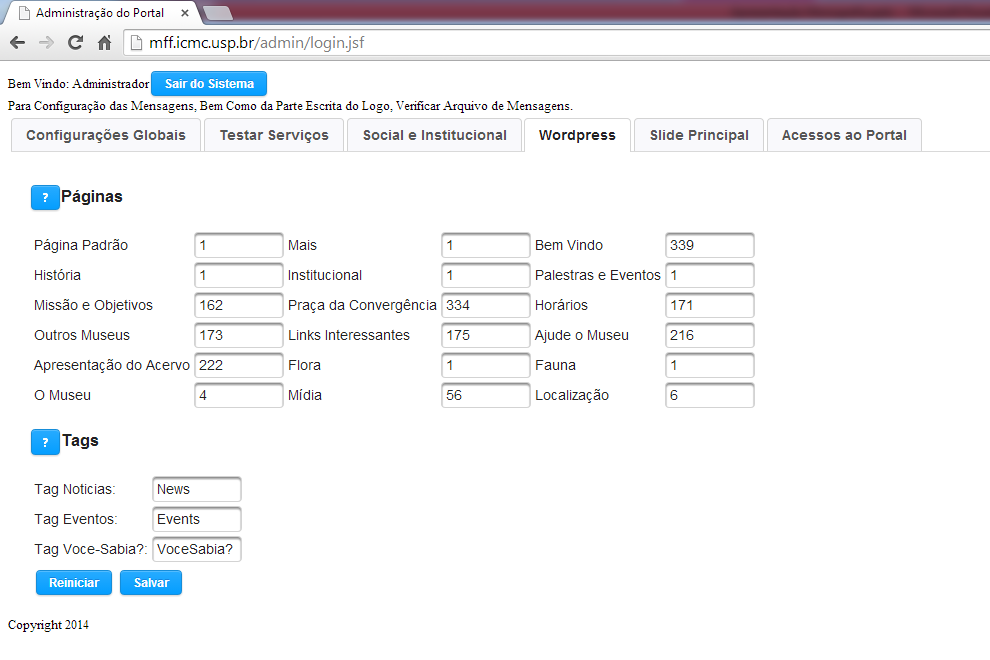 Administração do Portal
mff.icmc.usp.br/admin/login.jsf
Bem Vindo: Administrador Sair do Sistema
Para Configuração das Mensagens, Bem Como da Parte Escrita do Logo, Verificar Arquivo de Mensagens.
Configurações Globais Testar Serviços Social e Institucional Wordpress Slide Principal Acessos ao Portal
? Páginas
Página Padrão 1 Mais 1 Bem Vindo 339
História 1 Institucional 1 Palestras e Eventos 1
Missão e Objetivos 162 Praça da Convergência 334 Horários 171
Outros Museus 173 Links Interessantes 175 Ajude o Museu 216
Apresentação do Acervo 222 Flora 1 Fauna 1
O Museu 4 Mídia 56 Localização 6
? Tags
Tag Noticias: News
Tag Eventos: Events
Tag Voce-Sabia?: VoceSabia?
Reiniciar Salvar
Copyright 2014